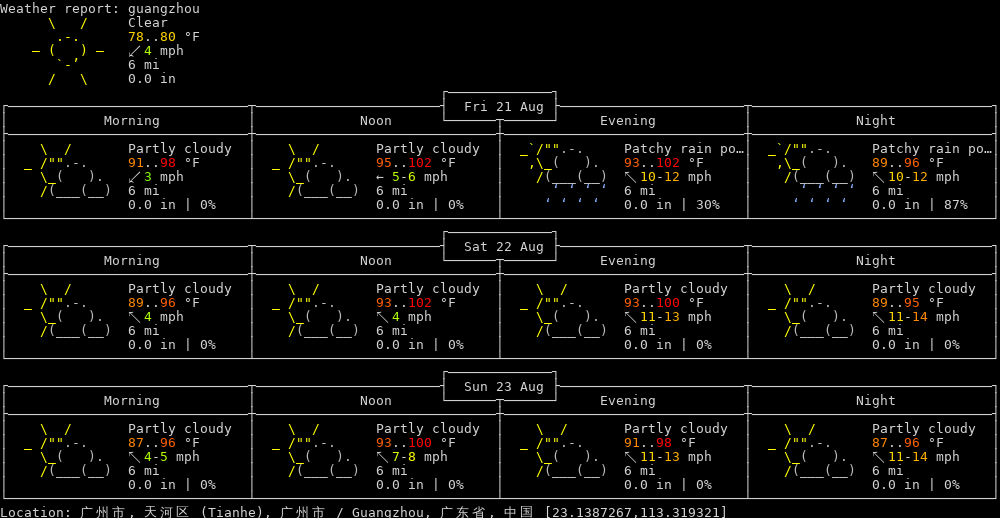 Weather report: guangzhou
Clear
78..80 °F
↙ 4 mph
6 mi
0.0 in
Fri 21 Aug
Morning Noon Evening Night
Partly cloudy Partly cloudy Patchy rain po… Patchy rain po…
91..98 °F 95..102 °F 93..102 °F 89..96 °F
↙ 3 mph ← 5-6 mph ↖ 10-12 mph ↖ 10-12 mph
6 mi 6 mi 6 mi 6 mi
0.0 in | 0% 0.0 in | 0% 0.0 in | 30% 0.0 in | 87%
Sat 22 Aug
Morning Noon Evening Night
Partly cloudy Partly cloudy Partly cloudy Partly cloudy
89..96 °F 93..102 °F 93..100 °F 89..95 °F
↖ 4 mph ↖ 4 mph ↖ 11-13 mph ↖ 11-14 mph
6 mi 6 mi 6 mi 6 mi
0.0 in | 0% 0.0 in | 0% 0.0 in | 0% 0.0 in | 0%
Sun 23 Aug
Morning Noon Evening Night
Partly cloudy Partly cloudy Partly cloudy Partly cloudy
87..96 °F 93..100 °F 91..98 °F 87..96 °F
↖ 4-5 mph ↖ 7-8 mph ↖ 11-13 mph ↖ 11-14 mph
6 mi 6 mi 6 mi 6 mi
0.0 in | 0% 0.0 in | 0% 0.0 in | 0% 0.0 in | 0%
Location: 广州市, 天河区 (Tianhe), 广州市 / Guangzhou, 广东省, 中国 [23.1387267,113.319321]